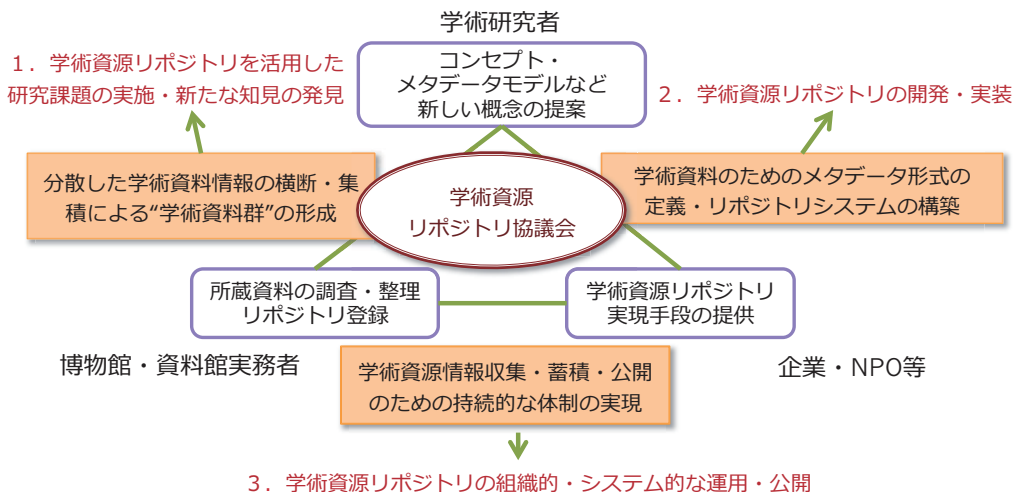 学術研究者
コンセプト・
メタデータモデルなど
新しい概念の提案
1．学術資源リポジトリを活用した
研究課題の実施・新たな知見の発見
2．学術資源リポジトリの開発・実装
分散した学術資料情報の横断・集
積による“学術資料群”の形成
学術資源
リポジトリ協議会
学術資料のためのメタデータ形式の
定義・リポジトリシステムの構築
所蔵資料の調査・整理
リポジトリ登録
学術資源リポジトリ
実現手段の提供
博物館・資料館実務者
企業・NPO等
学術資源情報収集・蓄積・公開
のための持続的な体制の実現
3．学術資源リポジトリの組織的・システム的な運用・公開